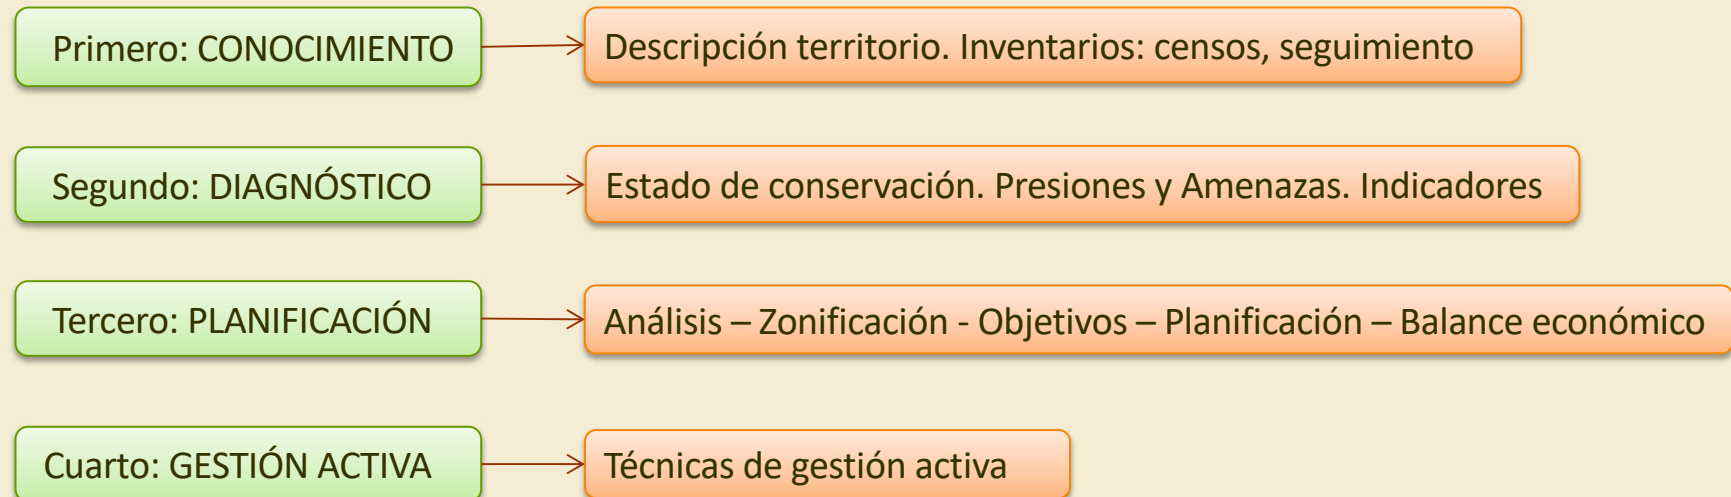 Primero: CONOCIMIENTO
Descripción territorio. Inventarios: censos, seguimiento
Segundo: DIAGNÓSTICO
Estado de conservación. Presiones y Amenazas. Indicadores
Tercero: PLANIFICACIÓN
Análisis – Zonificación - Objetivos – Planificación – Balance económico
Cuarto: GESTIÓN ACTIVA
Técnicas de gestión activa